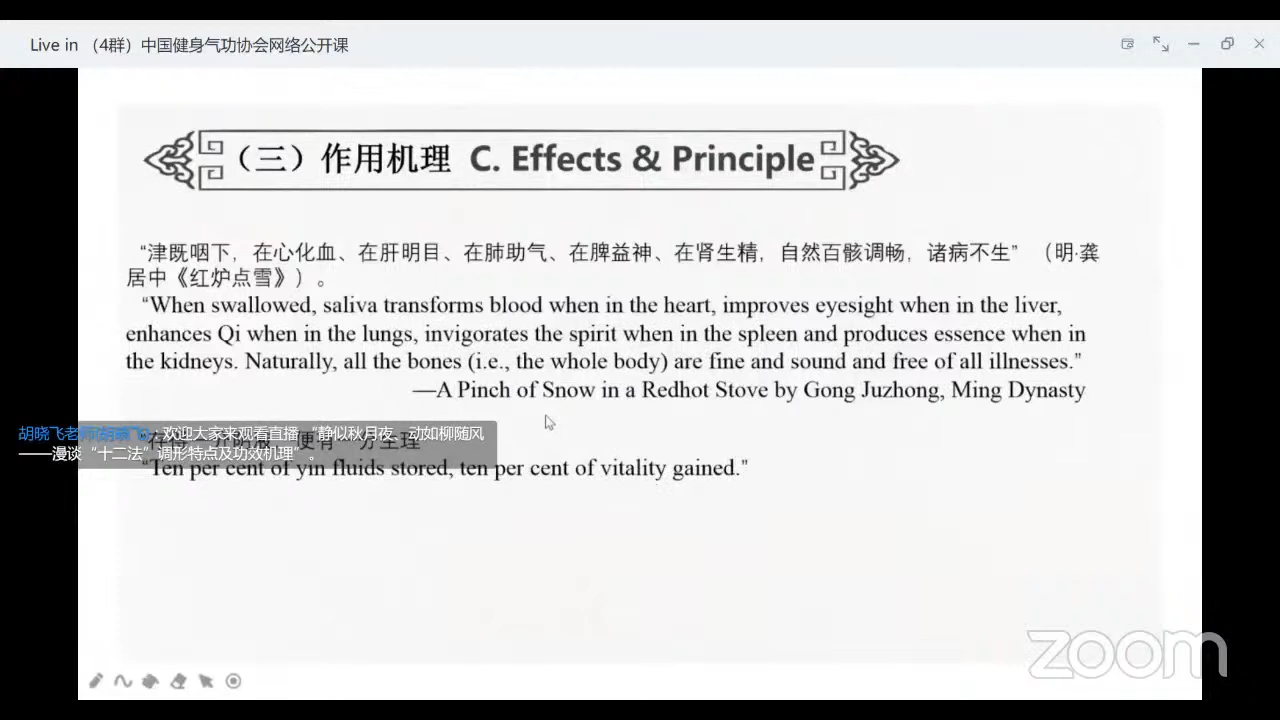 Live in （4群）中国健身气功协会网络公开课
（三）作用机理 C. Effects & Principle
“津既咽下，在心化血、在肝明目、在肺助气、在脾益神、在肾生精，自然百骸调畅，诸病不生” （明·龚
居中《红炉点雪》）。
“When swallowed, saliva transforms blood when in the heart, improves eyesight when in the liver,
enhances Qi when in the lungs, invigorates the spirit when in the spleen and produces essence when in
the kidneys. Naturally, all the bones (i.e., the whole body) are fine and sound and free of all illnesses.”
—A Pinch of Snow in a Redhot Stove by Gong Juzhong, Ming Dynasty
胡晓飞老师 欢迎大家来观看直播 “静似秋月夜、动如柳随风
——漫谈“十二法”调形特点及功效机理”。
“Ten per cent of yin fluids stored, ten per cent of vitality gained.”
zoom